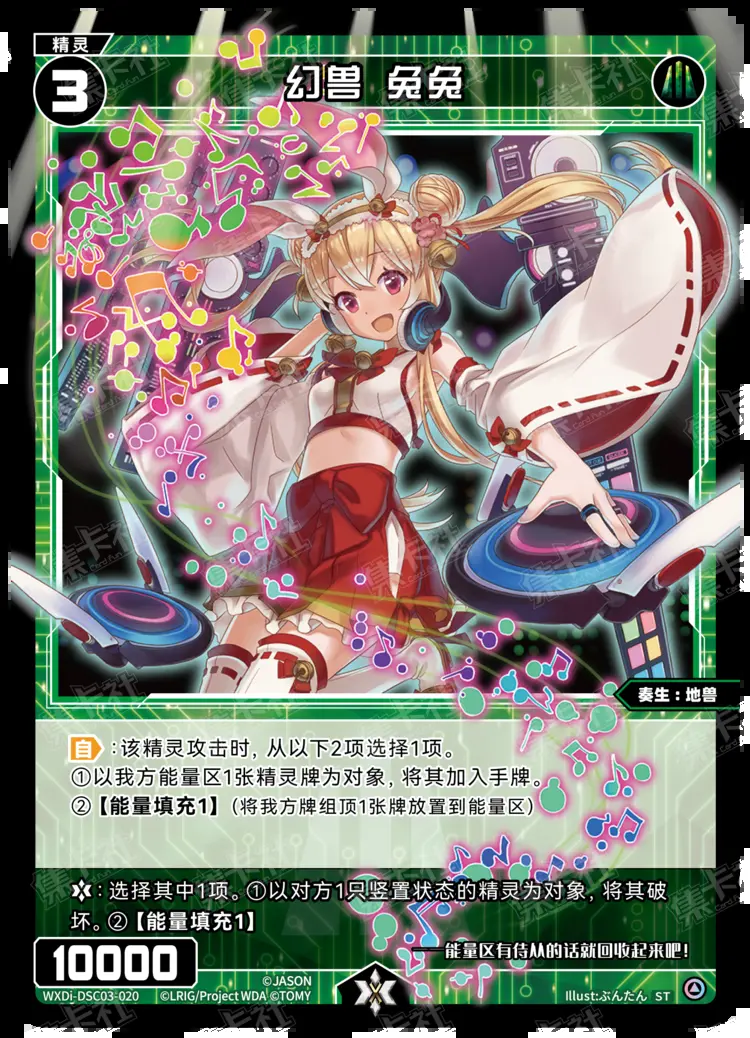 精灵
3
幻兽 兔兔
奏生：地兽
自：该精灵攻击时，从以下2项选择1项。
①以我方能量区1张精灵牌为对象，将其加入手牌。
②【能量填充1】（将我方牌组顶1张牌放置到能量区）
：选择其中1项。①以对方1只竖置状态的精灵为对象，将其破
坏。②【能量填充1】
——能量区有侍从的话就回收起来吧！
10000
©JASON
WXDi-DSC03-020 ©LRIG/Project WDA ©TOMY
Illust:ぶんたん ST
集卡社